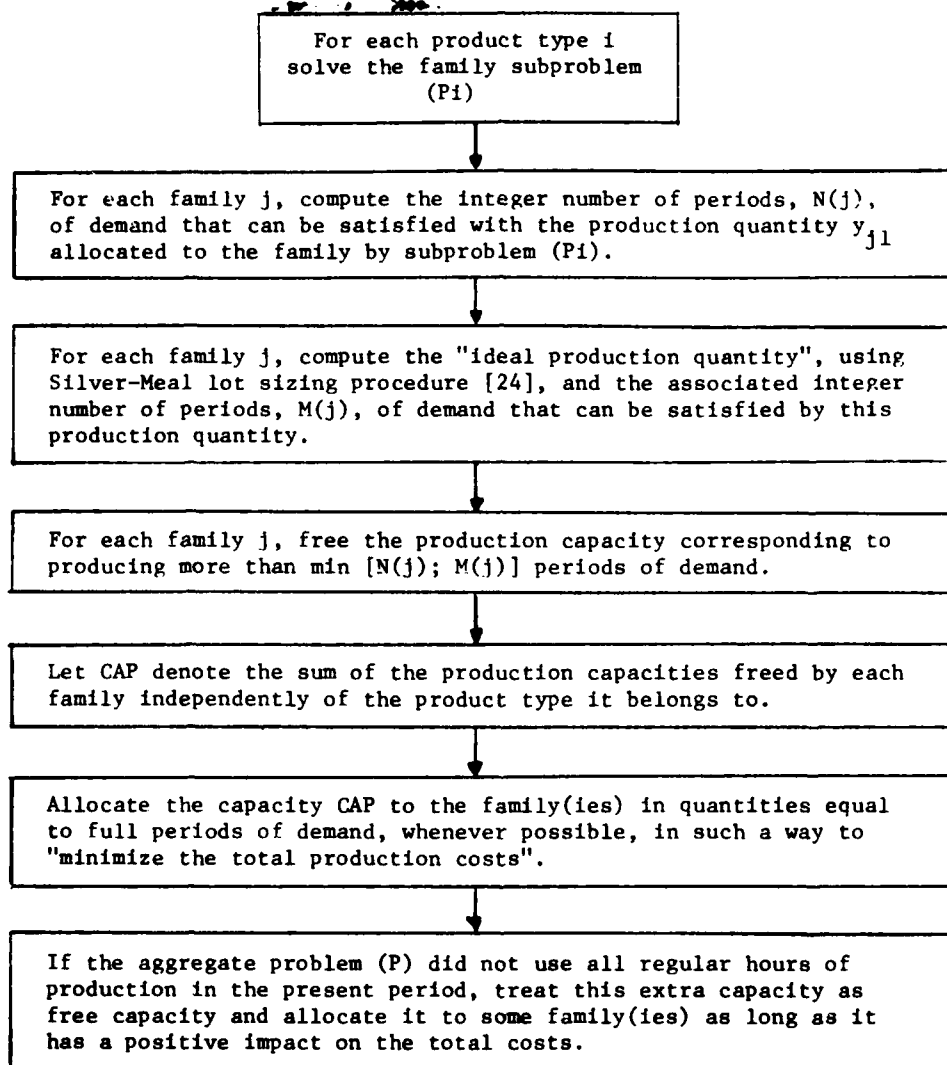 For each product type i
solve the family subproblem
(Pi)
For each family j, compute the integer number of periods, N(j),
of demand that can be satisfied with the production quantity y_j1
allocated to the family by subproblem (Pi).
For each family j, compute the "ideal production quantity", using
Silver-Meal lot sizing procedure [24], and the associated integer
number of periods, M(j), of demand that can be satisfied by this
production quantity.
For each family j, free the production capacity corresponding to
producing more than min [N(j); M(j)] periods of demand.
Let CAP denote the sum of the production capacities freed by each
family independently of the product type it belongs to.
Allocate the capacity CAP to the family(ies) in quantities equal
to full periods of demand, whenever possible, in such a way to
"minimize the total production costs".
If the aggregate problem (P) did not use all regular hours of
production in the present period, treat this extra capacity as
free capacity and allocate it to some family(ies) as long as it
has a positive impact on the total costs.